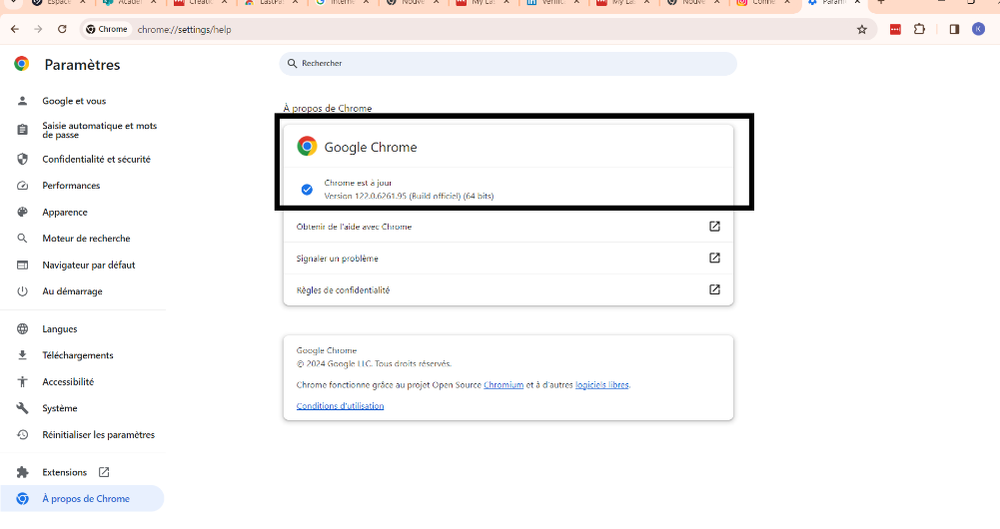 Espace
Acade
Créatio
LastPa
Intern
Nouve
My La
Vérific
My La
Nouve
Conne
Param
Chrome
chrome://settings/help
K
Paramètres
Rechercher
Google et vous
Saisie automatique et mots
de passe
Confidentialité et sécurité
Performances
Apparence
Moteur de recherche
Navigateur par défaut
Au démarrage
Langues
Téléchargements
Accessibilité
Système
Réinitialiser les paramètres
Extensions
À propos de Chrome
À propos de Chrome
Google Chrome
Chrome est à jour
Version 122.0.6261.95 (Build officiel) (64 bits)
Obtenir de l'aide avec Chrome
Signaler un problème
Règles de confidentialité
Google Chrome
© 2024 Google LLC. Tous droits réservés.
Chrome fonctionne grâce au projet Open Source Chromium et à d'autres logiciels libres.
Conditions d'utilisation